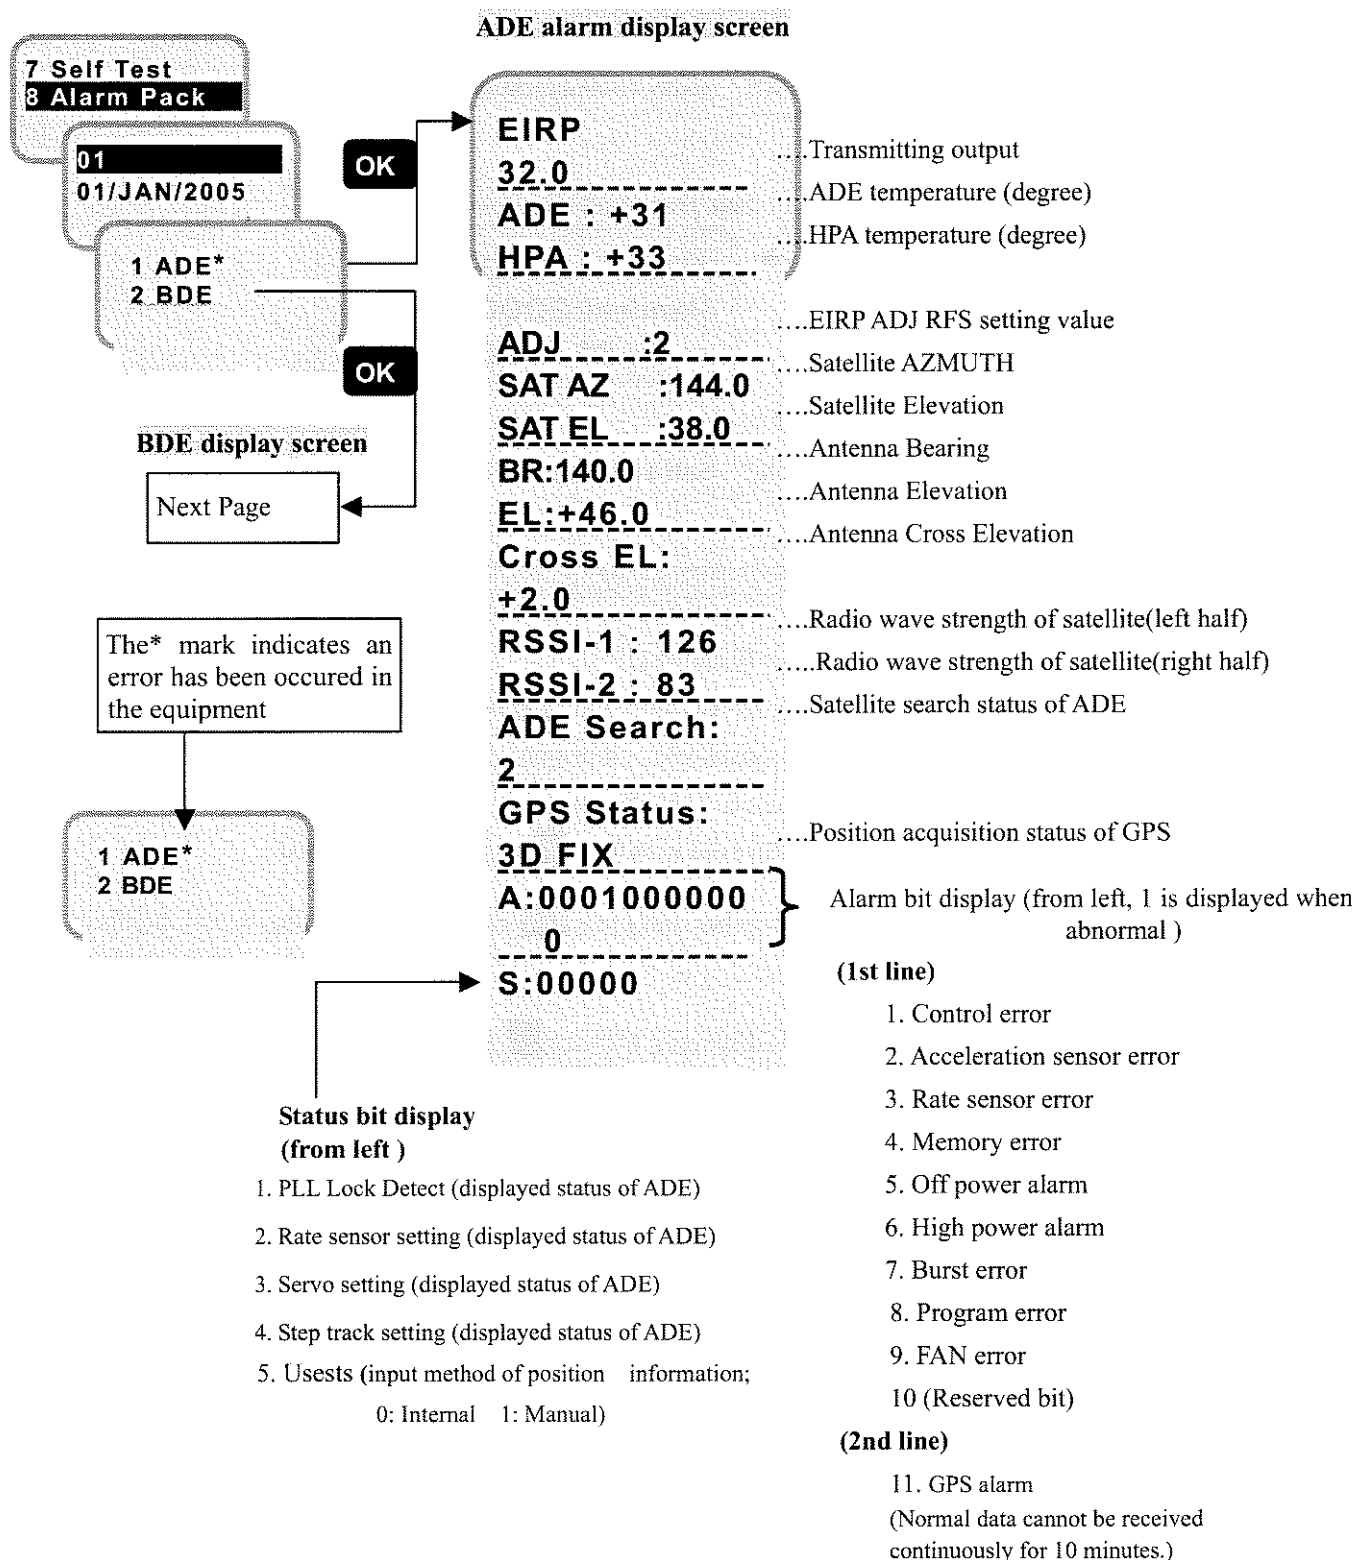 ADE alarm display screen
7 Self Test
8 Alarm Pack
01
01/JAN/2005
OK
1 ADE*
2 BDE
OK
BDE display screen
Next Page
The* mark indicates an
error has been occured in
the equipment
1 ADE*
2 BDE
EIRP
32.0
ADE : +31
HPA : +33
ADJ :2
SAT AZ :144.0
SAT EL :38.0
BR:140.0
EL:+46.0
Cross EL:
+2.0
RSSI-1 : 126
RSSI-2 : 83
ADE Search:
2
GPS Status:
3D FIX
A:0001000000
0
S:00000
....Transmitting output
....ADE temperature (degree)
....HPA temperature (degree)
....EIRP ADJ RFS setting value
....Satellite AZMUTH
....Satellite Elevation
....Antenna Bearing
....Antenna Elevation
....Antenna Cross Elevation
....Radio wave strength of satellite(left half)
.....Radio wave strength of satellite(right half)
....Satellite search status of ADE
....Position acquisition status of GPS
Alarm bit display (from left, 1 is displayed when
abnormal )
(1st line)
1. Control error
2. Acceleration sensor error
3. Rate sensor error
4. Memory error
5. Off power alarm
6. High power alarm
7. Burst error
8. Program error
9. FAN error
10 (Reserved bit)
(2nd line)
11. GPS alarm
(Normal data cannot be received
continuously for 10 minutes.)
Status bit display
(from left )
1. PLL Lock Detect (displayed status of ADE)
2. Rate sensor setting (displayed status of ADE)
3. Servo setting (displayed status of ADE)
4. Step track setting (displayed status of ADE)
5. Usests (input method of position information;
0: Internal 1: Manual)